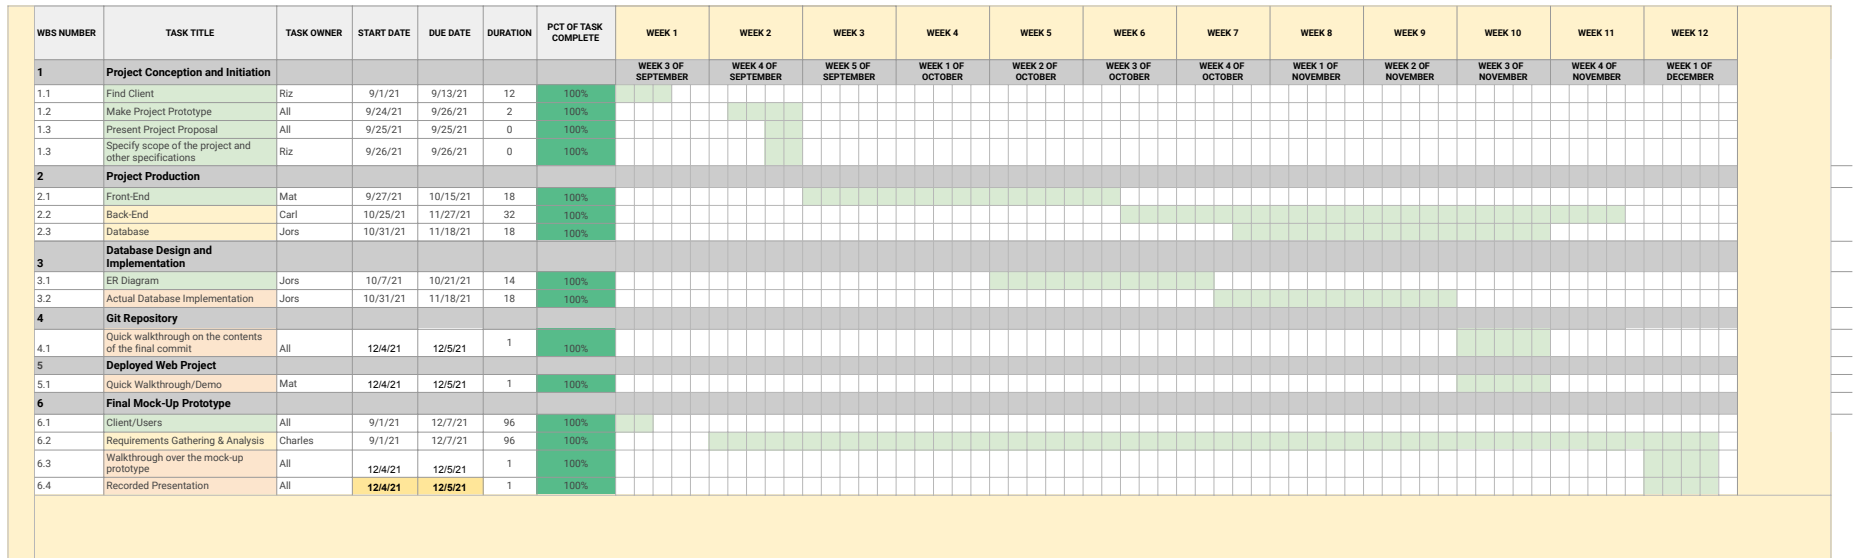 WBS NUMBER TASK TITLE TASK OWNER START DATE DUE DATE DURATION PCT OF TASK COMPLETE WEEK 1 WEEK 2 WEEK 3 WEEK 4 WEEK 5 WEEK 6 WEEK 7 WEEK 8 WEEK 9 WEEK 10 WEEK 11 WEEK 12
1 Project Conception and Initiation WEEK 3 OF SEPTEMBER WEEK 4 OF SEPTEMBER WEEK 5 OF SEPTEMBER WEEK 1 OF OCTOBER WEEK 2 OF OCTOBER WEEK 3 OF OCTOBER WEEK 4 OF OCTOBER WEEK 1 OF NOVEMBER WEEK 2 OF NOVEMBER WEEK 3 OF NOVEMBER WEEK 4 OF NOVEMBER WEEK 1 OF DECEMBER
1.1 Find Client Riz 9/1/21 9/13/21 12 100%
1.2 Make Project Prototype All 9/24/21 9/26/21 2 100%
1.3 Present Project Proposal All 9/25/21 9/25/21 0 100%
1.3 Specify scope of the project and other specifications Riz 9/26/21 9/26/21 0 100%
2 Project Production
2.1 Front-End Mat 9/27/21 10/15/21 18 100%
2.2 Back-End Carl 10/25/21 11/27/21 32 100%
2.3 Database Jors 10/31/21 11/18/21 18 100%
3 Database Design and Implementation
3.1 ER Diagram Jors 10/7/21 10/21/21 14 100%
3.2 Actual Database Implementation Jors 10/31/21 11/18/21 18 100%
4 Git Repository
4.1 Quick walkthrough on the contents of the final commit All 12/4/21 12/5/21 1 100%
5 Deployed Web Project
5.1 Quick Walkthrough/Demo Mat 12/4/21 12/5/21 1 100%
6 Final Mock-Up Prototype
6.1 Client/Users All 9/1/21 12/7/21 96 100%
6.2 Requirements Gathering & Analysis Charles 9/1/21 12/7/21 96 100%
6.3 Walkthrough over the mock-up prototype All 12/4/21 12/5/21 1 100%
6.4 Recorded Presentation All 12/4/21 12/5/21 1 100%